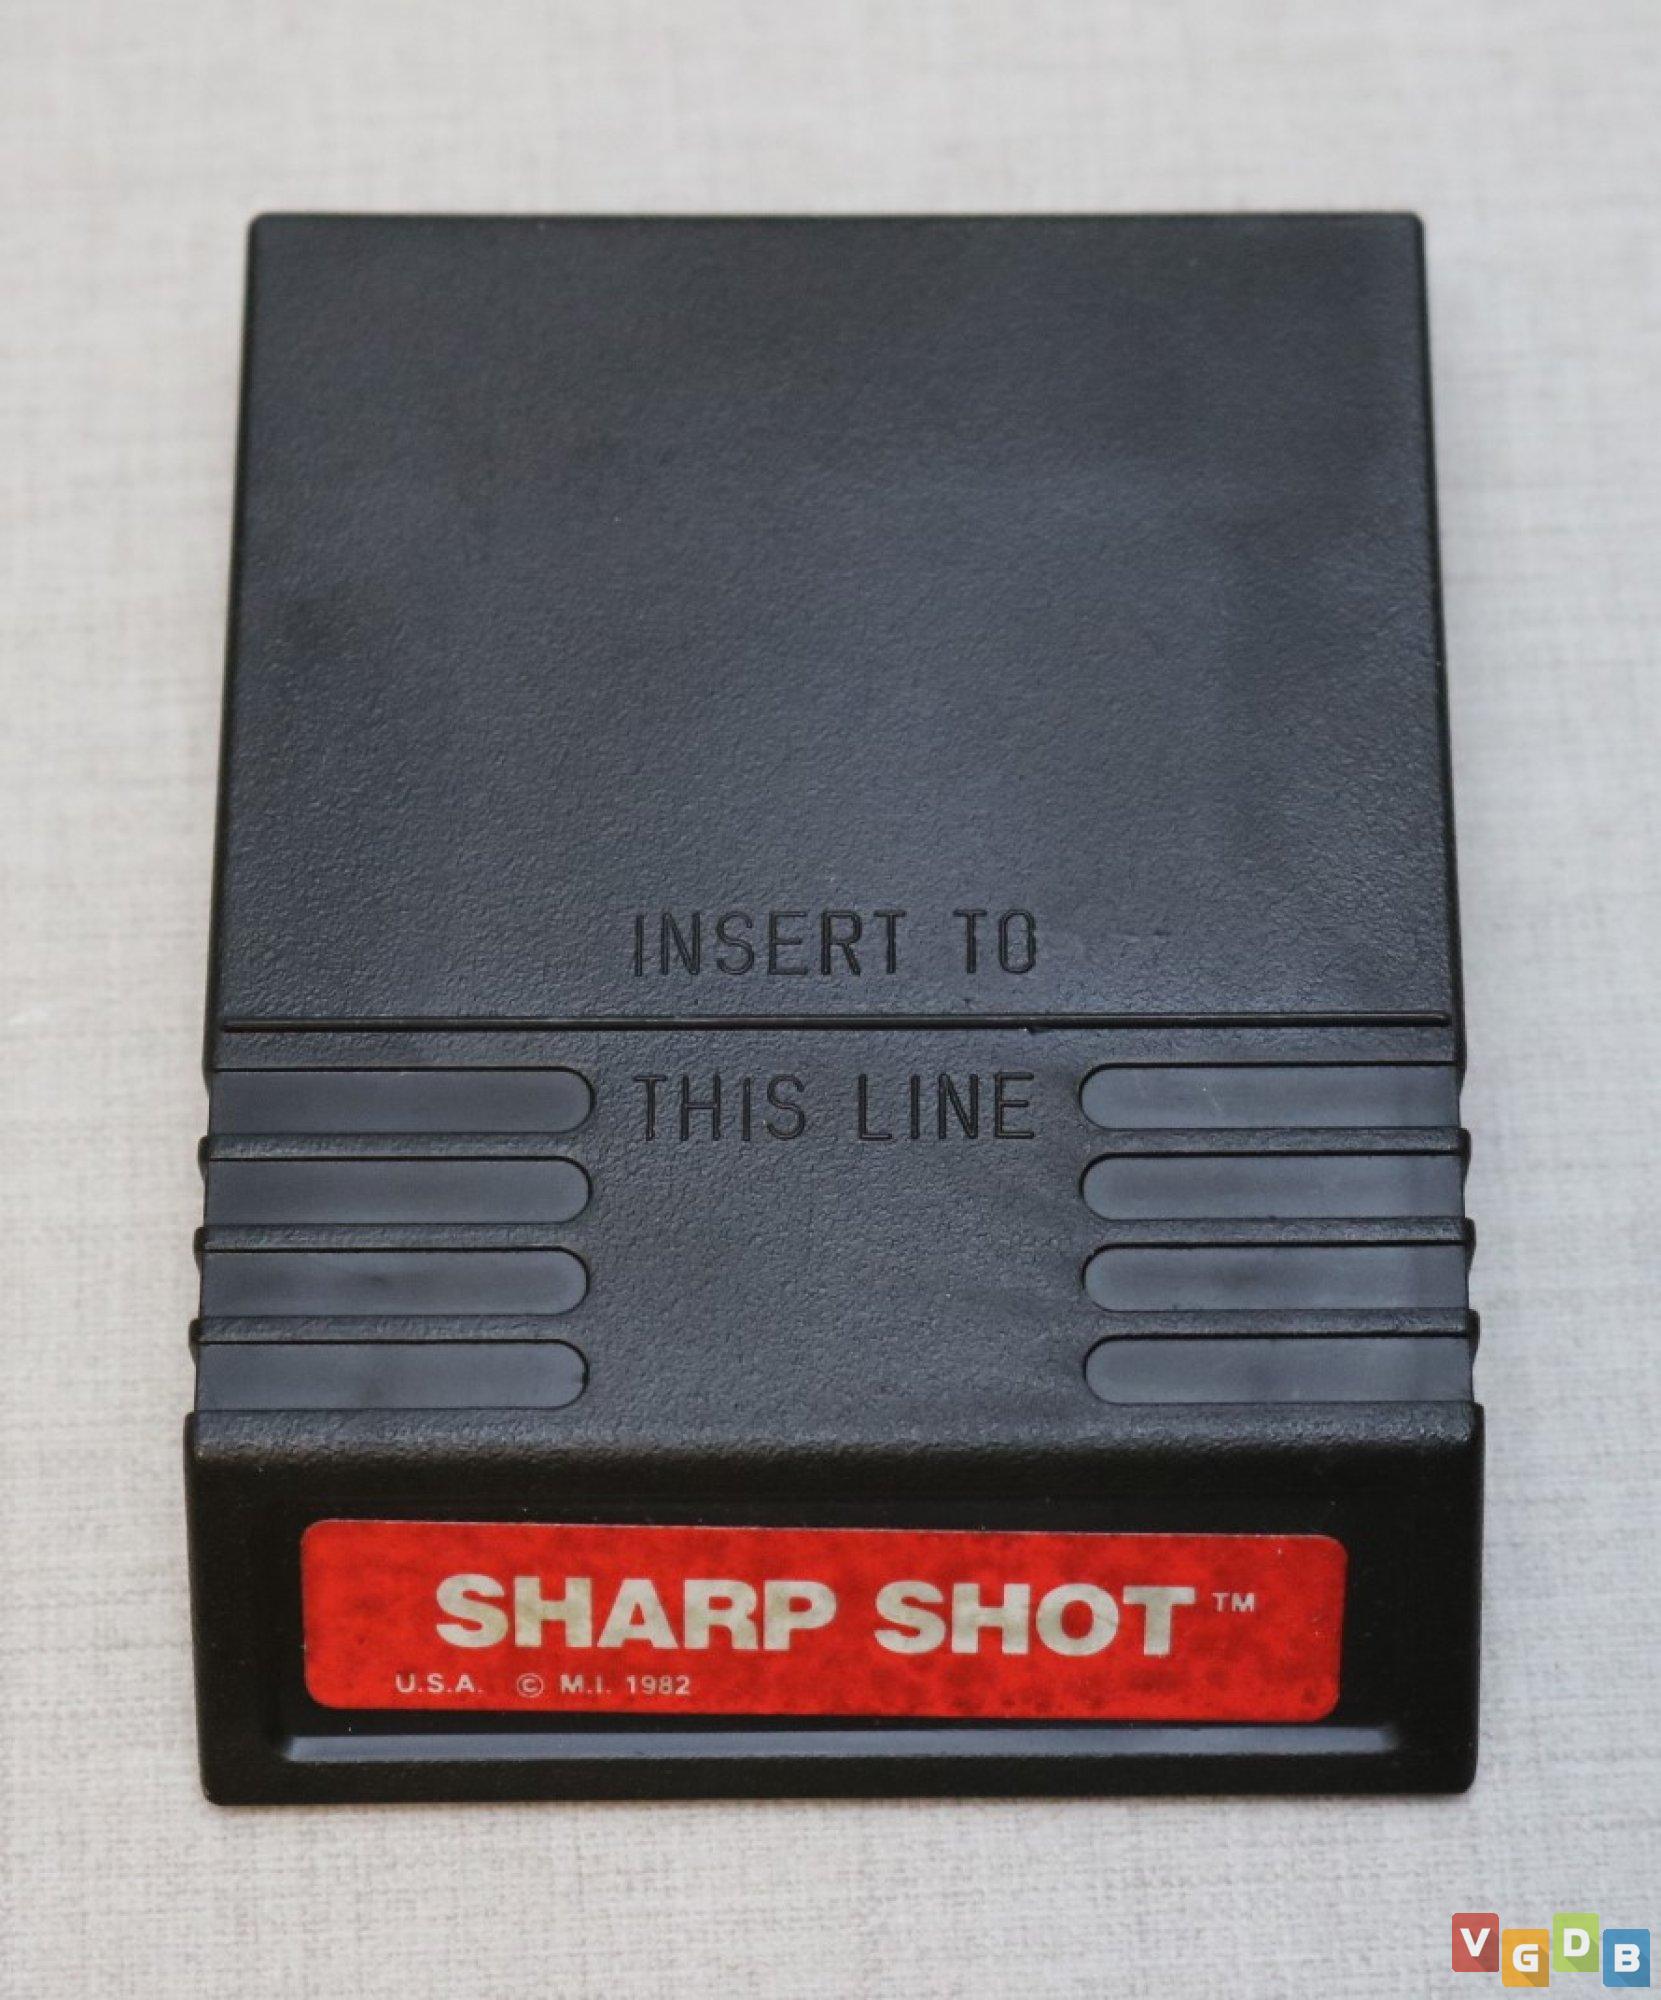 INSERT TO
THIS LINE
SHARP SHOT™
U.S.A. © M.I. 1982
VGDB